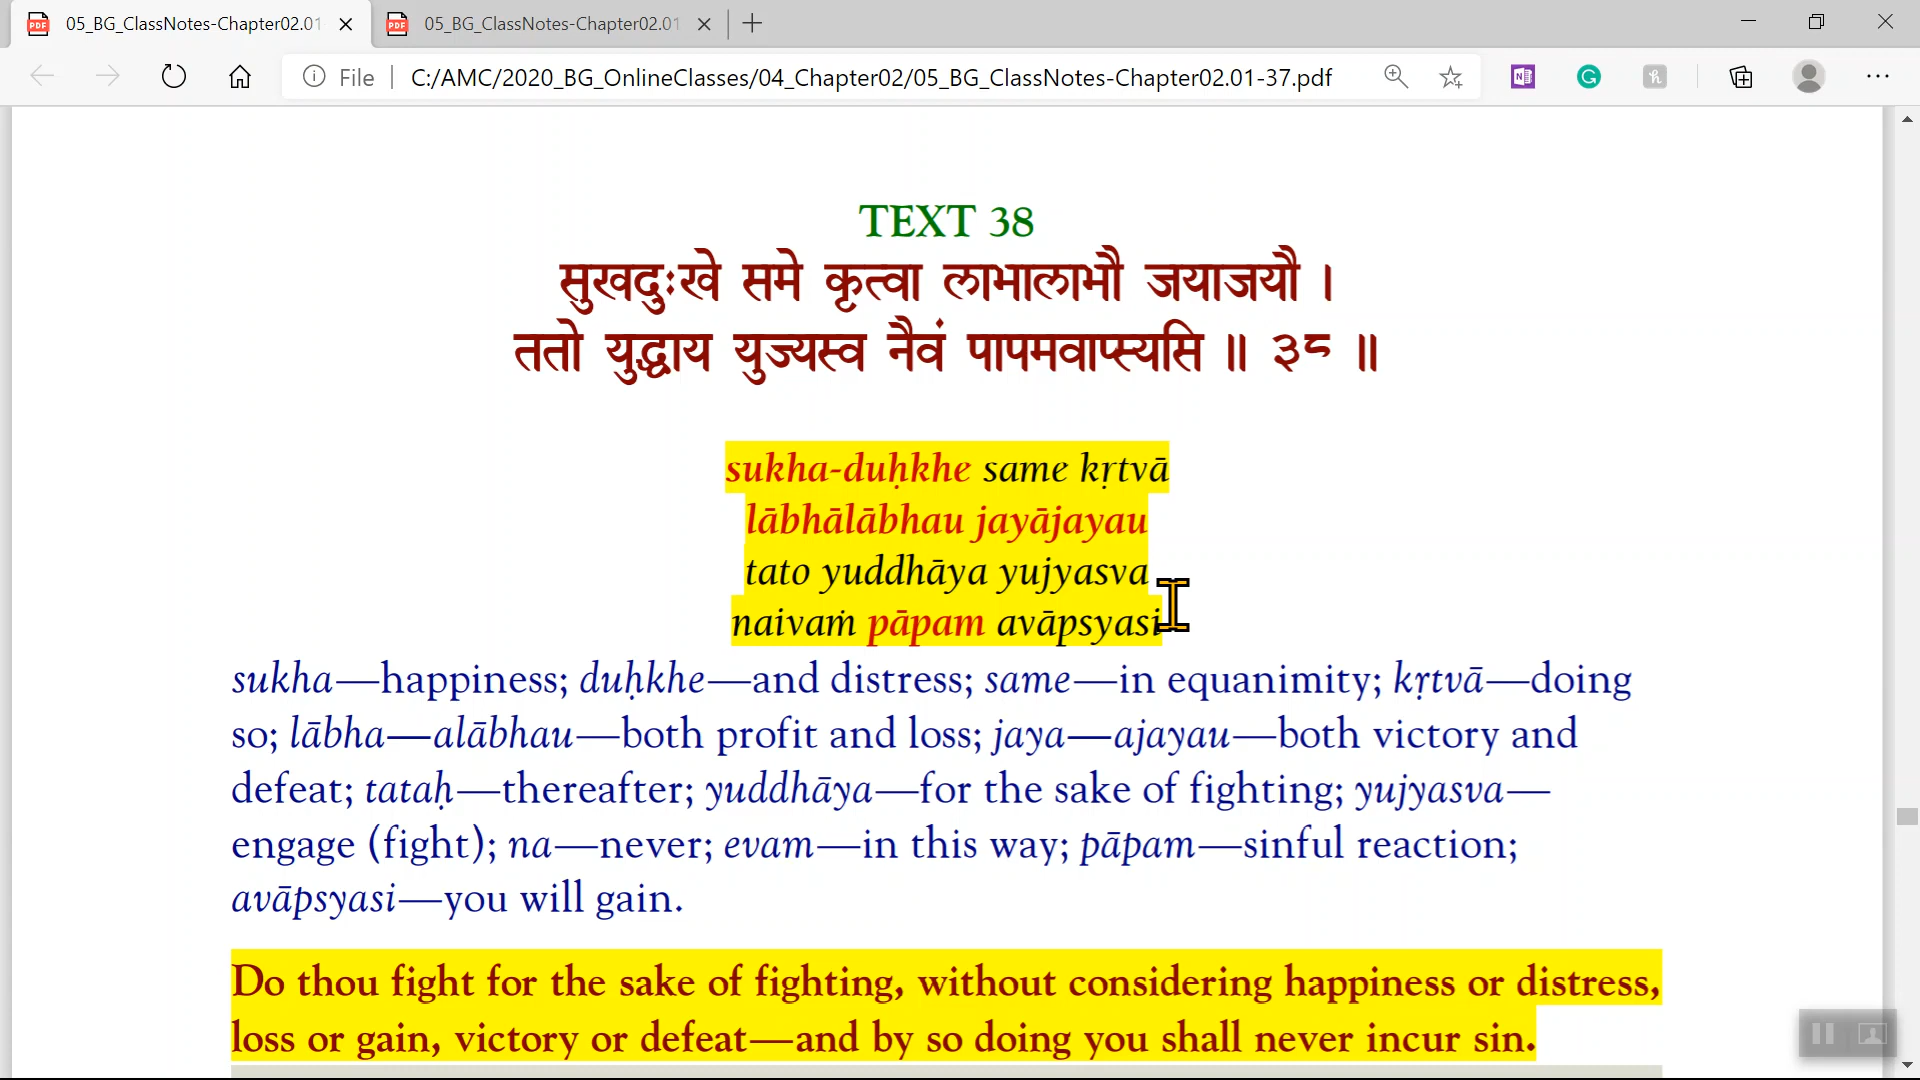 05_BG_ClassNotes-Chapter02.01
05_BG_ClassNotes-Chapter02.01
File
C:/AMC/2020_BG_OnlineClasses/04_Chapter02/05_BG_ClassNotes-Chapter02.01-37.pdf
TEXT 38
सुखदुःखे समे कृत्वा लाभालाभौ जयाजयौ ।
ततो युद्धाय युज्यस्व नैवं पापमवाप्स्यसि ॥ ३८ ॥
sukha-duḥkhe same kṛtvā
lābhālābhau jayājayau
tato yuddhāya yujyasva
naivaṁ pāpam avāpsyasi
sukha—happiness; duḥkhe—and distress; same—in equanimity; kṛtvā—doing
so; lābha—alābhau—both profit and loss; jaya—ajayau—both victory and
defeat; tataḥ—thereafter; yuddhāya—for the sake of fighting; yujyasva—
engage (fight); na—never; evam—in this way; pāpam—sinful reaction;
avāpsyasi—you will gain.
Do thou fight for the sake of fighting, without considering happiness or distress,
loss or gain, victory or defeat—and by so doing you shall never incur sin.